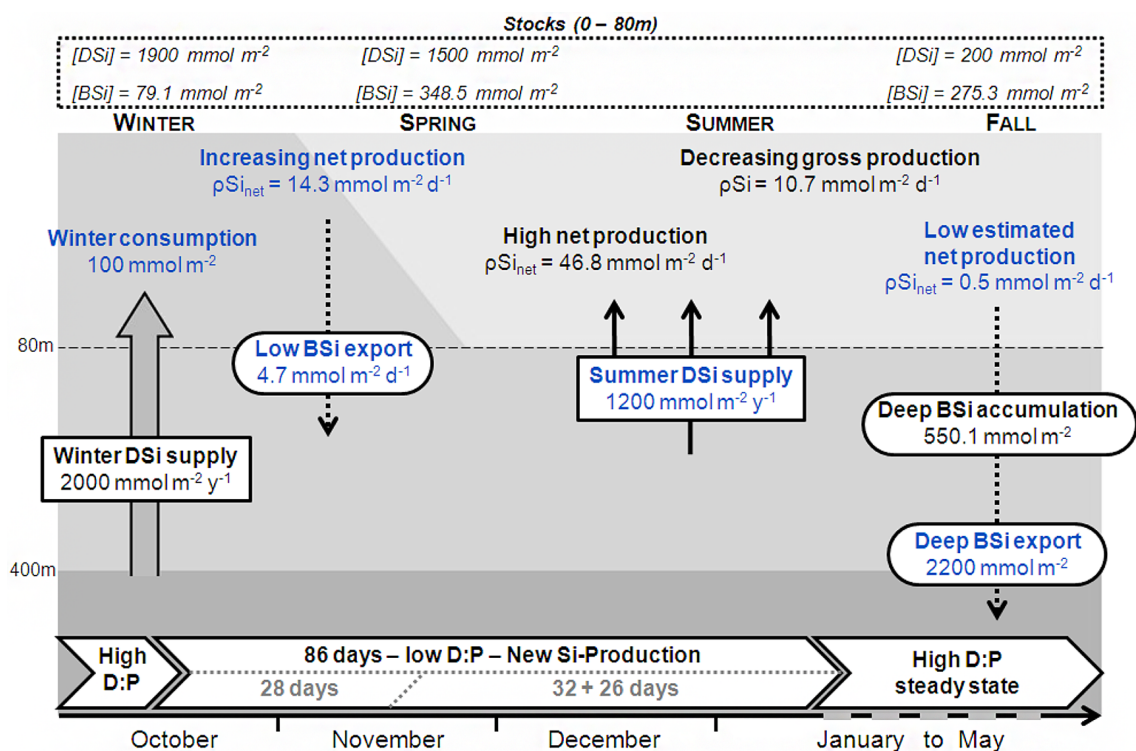 Stocks (0 – 80m)
[DSi] = 1900 mmol m⁻² [DSi] = 1500 mmol m⁻² [DSi] = 200 mmol m⁻²
[BSi] = 79.1 mmol m⁻² [BSi] = 348.5 mmol m⁻² [BSi] = 275.3 mmol m⁻²
WINTER SPRING SUMMER FALL
Increasing net production
ρSi_net = 14.3 mmol m⁻² d⁻¹
Decreasing gross production
ρSi = 10.7 mmol m⁻² d⁻¹
Winter consumption
100 mmol m⁻²
High net production
ρSi_net = 46.8 mmol m⁻² d⁻¹
Low estimated
net production
ρSi_net = 0.5 mmol m⁻² d⁻¹
80m
Low BSi export
4.7 mmol m⁻² d⁻¹
Summer DSi supply
1200 mmol m⁻² y⁻¹
Deep BSi accumulation
550.1 mmol m⁻²
Winter DSi supply
2000 mmol m⁻² y⁻¹
Deep BSi export
2200 mmol m⁻²
400m
High
D:P
86 days – low D:P – New Si-Production
28 days 32 + 26 days
High D:P
steady state
October November December January to May